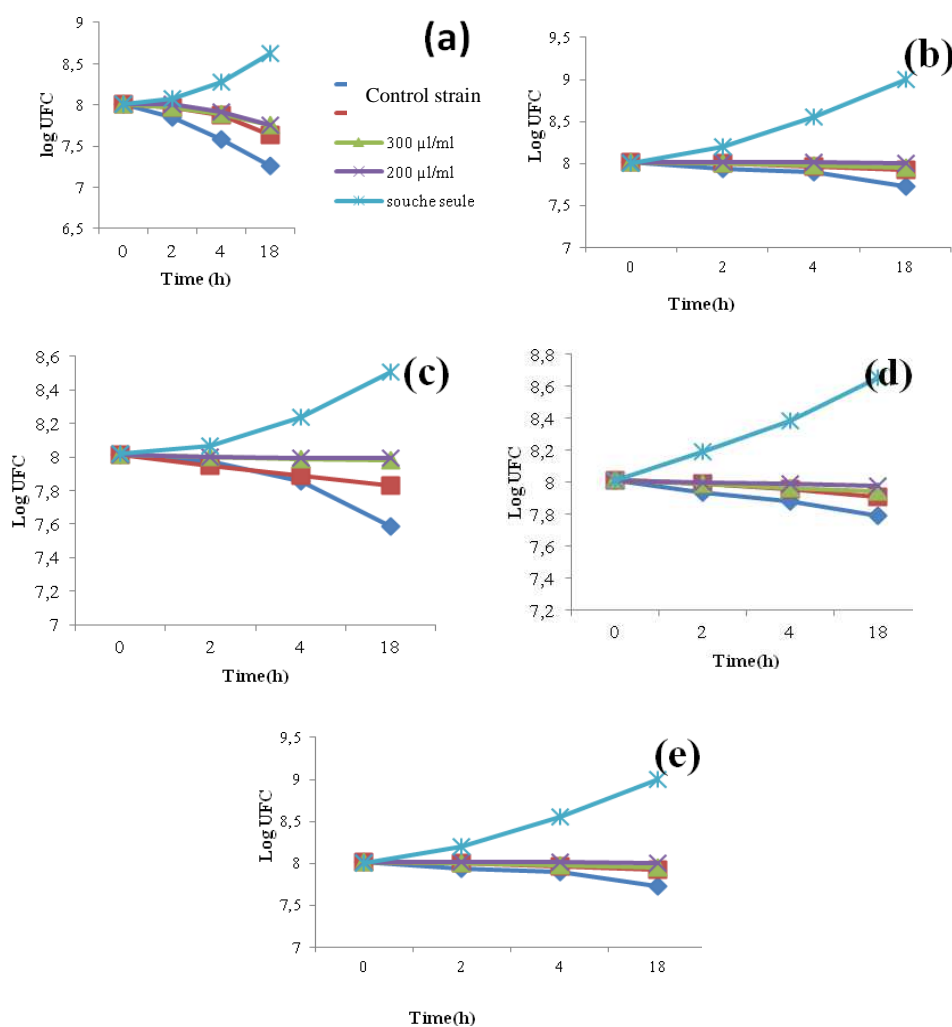 (a)
9
8,5
8
7,5
7
6,5
log UFC
0 2 4 18
Time (h)
Control strain
300 µl/ml
200 µl/ml
souche seule
(b)
9,5
9
8,5
8
7,5
7
Log UFC
0 2 4 18
Time(h)
(c)
8,6
8,4
8,2
8
7,8
7,6
7,4
7,2
7
Log UFC
0 2 4 18
Time(h)
(d)
8,8
8,6
8,4
8,2
8
7,8
7,6
7,4
7,2
Log UFC
0 2 4 18
Time(h)
(e)
9,5
9
8,5
8
7,5
7
Log UFC
0 2 4 18
Time(h)